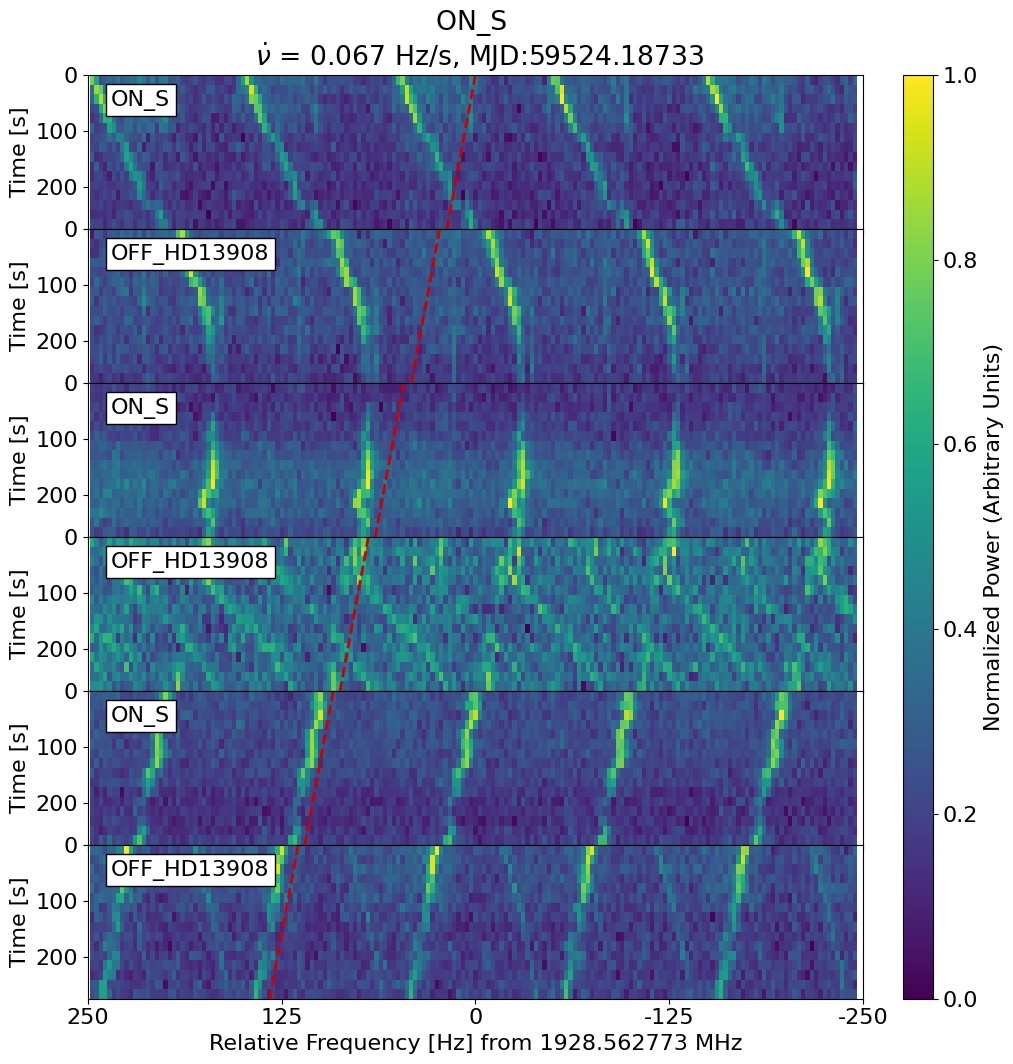 ON_S
ν̇ = 0.067 Hz/s, MJD:59524.18733
0
100
200
Time [s]
ON_S
0
100
200
Time [s]
OFF_HD13908
0
100
200
Time [s]
ON_S
0
100
200
Time [s]
OFF_HD13908
0
100
200
Time [s]
ON_S
0
100
200
Time [s]
OFF_HD13908
250 125 0 -125 -250
Relative Frequency [Hz] from 1928.562773 MHz
1.0
0.8
0.6
0.4
0.2
0.0
Normalized Power (Arbitrary Units)